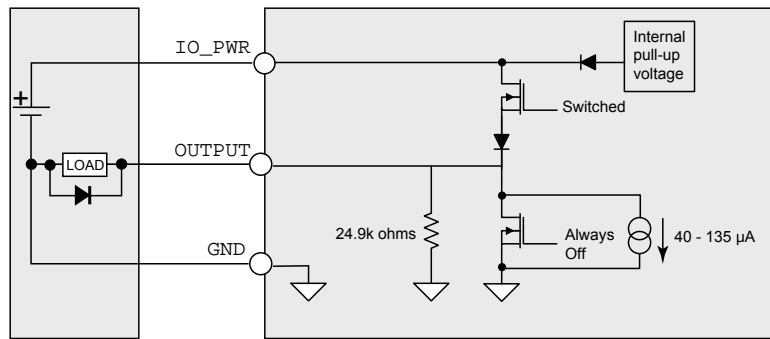 IO_PWR
Internal
pull-up
voltage
+
Switched
LOAD
OUTPUT
24.9k ohms
Always
Off
40 - 135 µA
GND